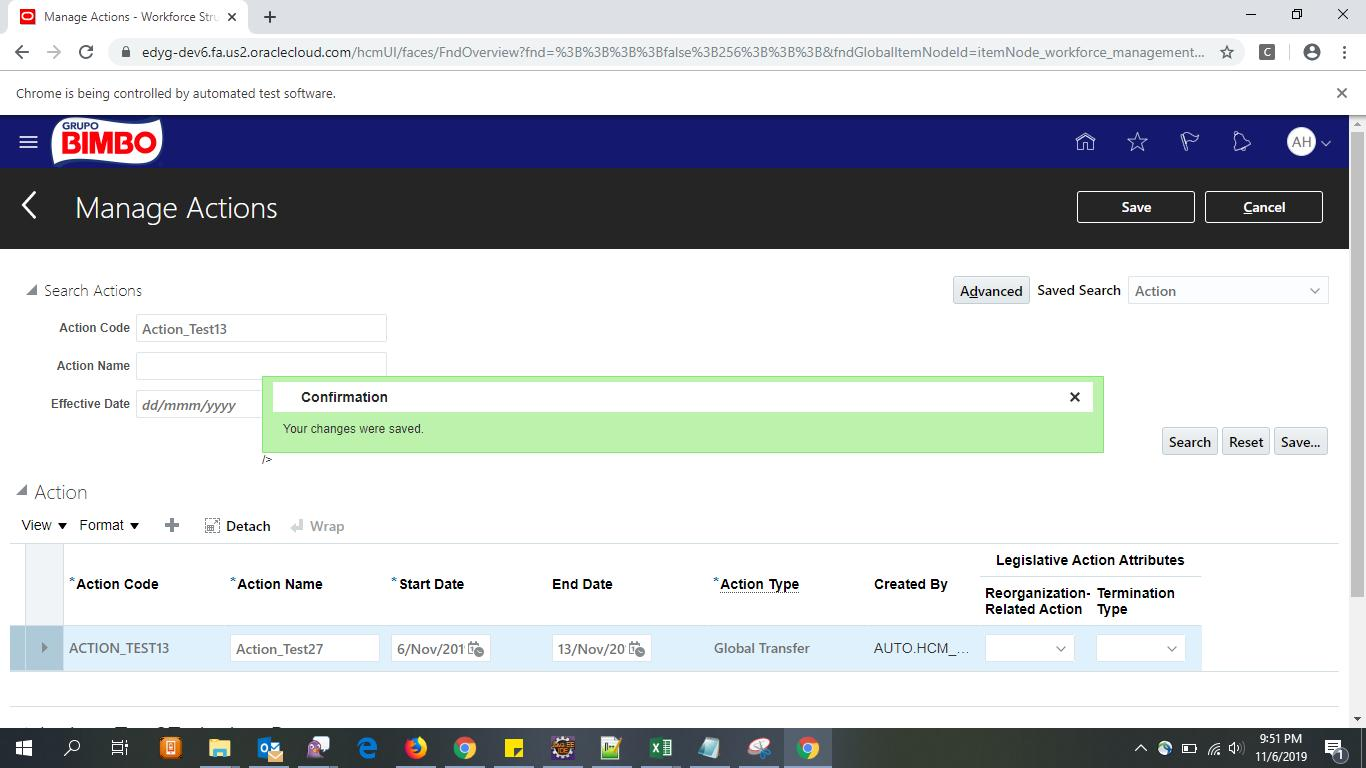 Manage Actions - Workforce Stru
edyg-dev6.fa.us2.oraclecloud.com/hcmUI/faces/FndOverview?fnd=%3B%3B%3B%3Bfalse%3B256%3B%3B%3B&fndGlobalItemNodeId=itemNode_workforce_management...
C
Chrome is being controlled by automated test software.
GRUPO
BIMBO
AH
Manage Actions
Save
Cancel
Search Actions
Advanced
Saved Search
Action
Action Code
Action_Test13
Action Name
Effective Date
dd/mmm/yyyy
Confirmation
Your changes were saved.
/>
Search
Reset
Save...
Action
View
Format
Detach
Wrap
Legislative Action Attributes
*Action Code
*Action Name
*Start Date
End Date
*Action Type
Created By
Reorganization-Related Action
Termination Type
ACTION_TEST13
Action_Test27
6/Nov/201
13/Nov/20
Global Transfer
AUTO.HCM_...
9:51 PM
11/6/2019
1